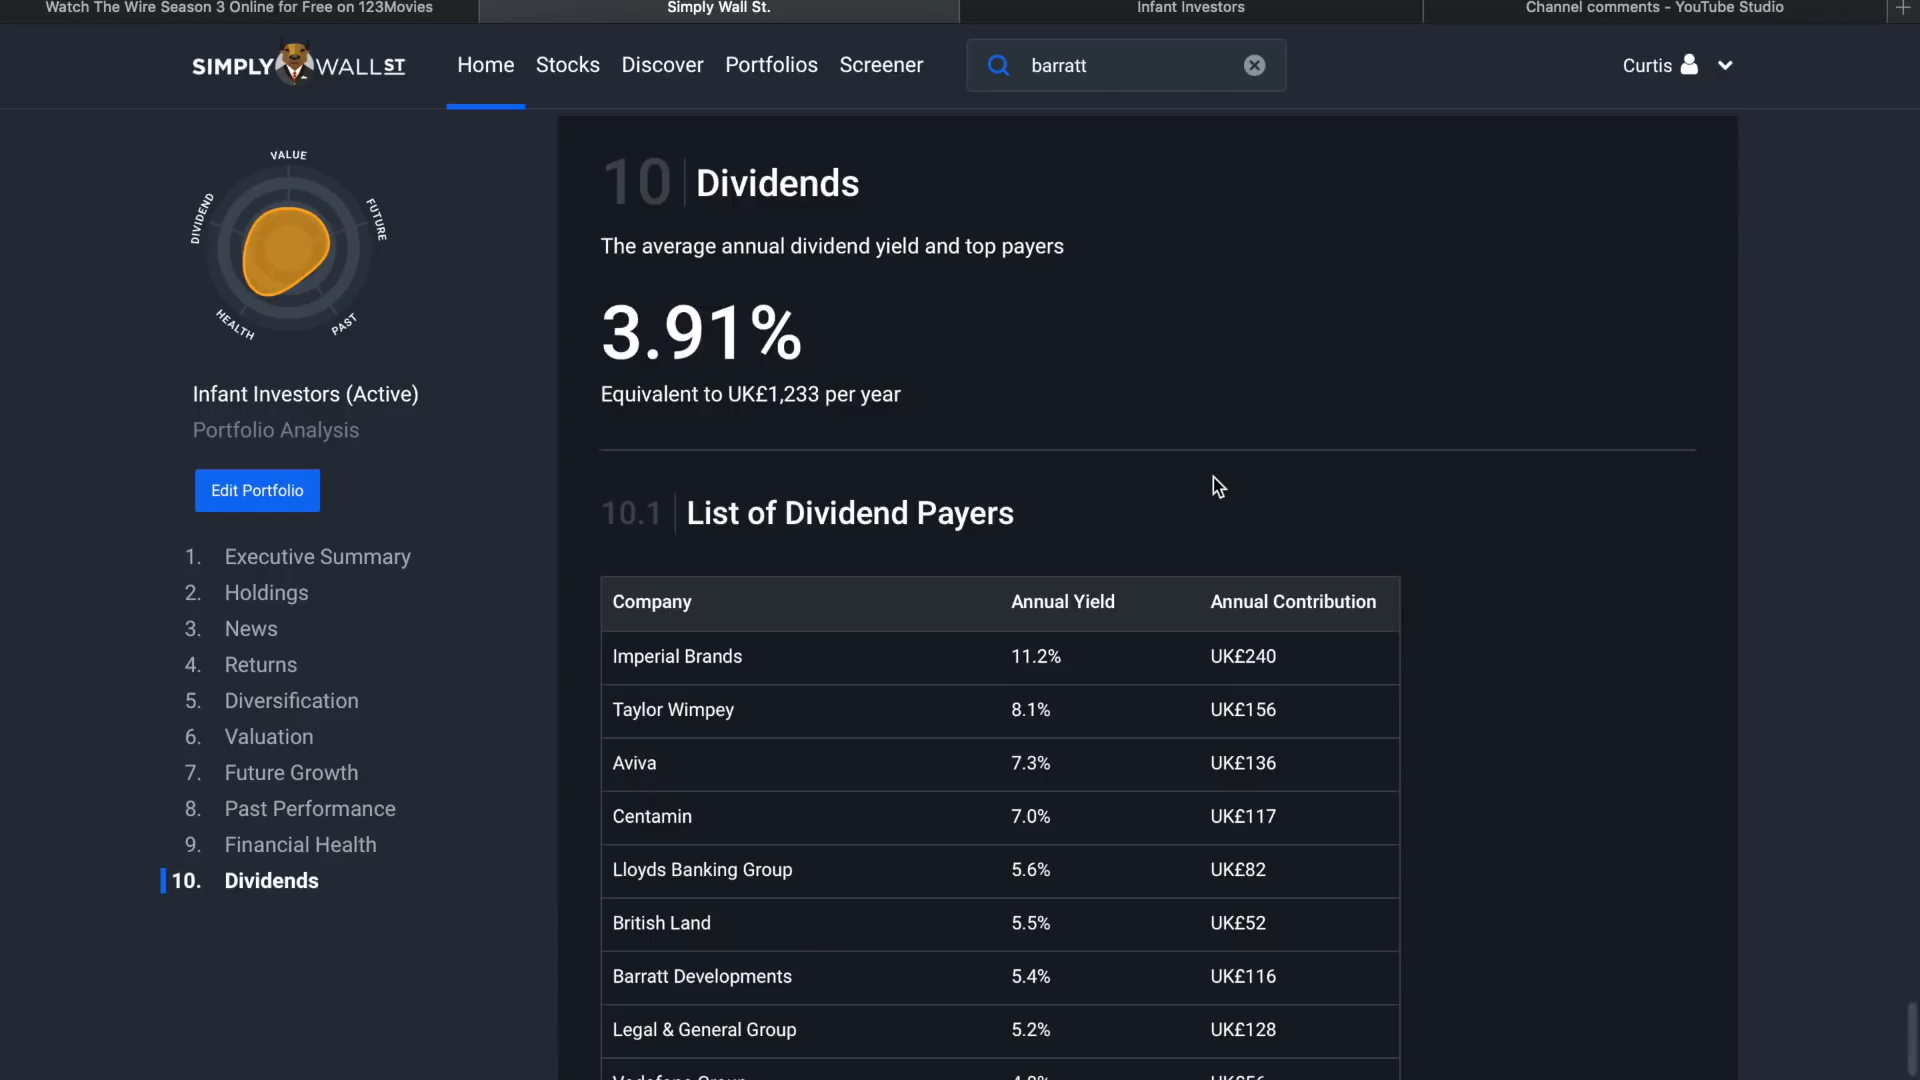 Watch The Wire Season 3 Online for Free on 123Movies
Simply Wall St.
Infant Investors
Channel comments - YouTube Studio
SIMPLY WALL ST
Home
Stocks
Discover
Portfolios
Screener
barratt
Curtis
VALUE
FUTURE
PAST
HEALTH
DIVIDEND
Infant Investors (Active)
Portfolio Analysis
Edit Portfolio
1. Executive Summary
2. Holdings
3. News
4. Returns
5. Diversification
6. Valuation
7. Future Growth
8. Past Performance
9. Financial Health
10. Dividends
10 Dividends
The average annual dividend yield and top payers
3.91%
Equivalent to UK£1,233 per year
10.1 List of Dividend Payers
Company Annual Yield Annual Contribution
Imperial Brands 11.2% UK£240
Taylor Wimpey 8.1% UK£156
Aviva 7.3% UK£136
Centamin 7.0% UK£117
Lloyds Banking Group 5.6% UK£82
British Land 5.5% UK£52
Barratt Developments 5.4% UK£116
Legal & General Group 5.2% UK£128